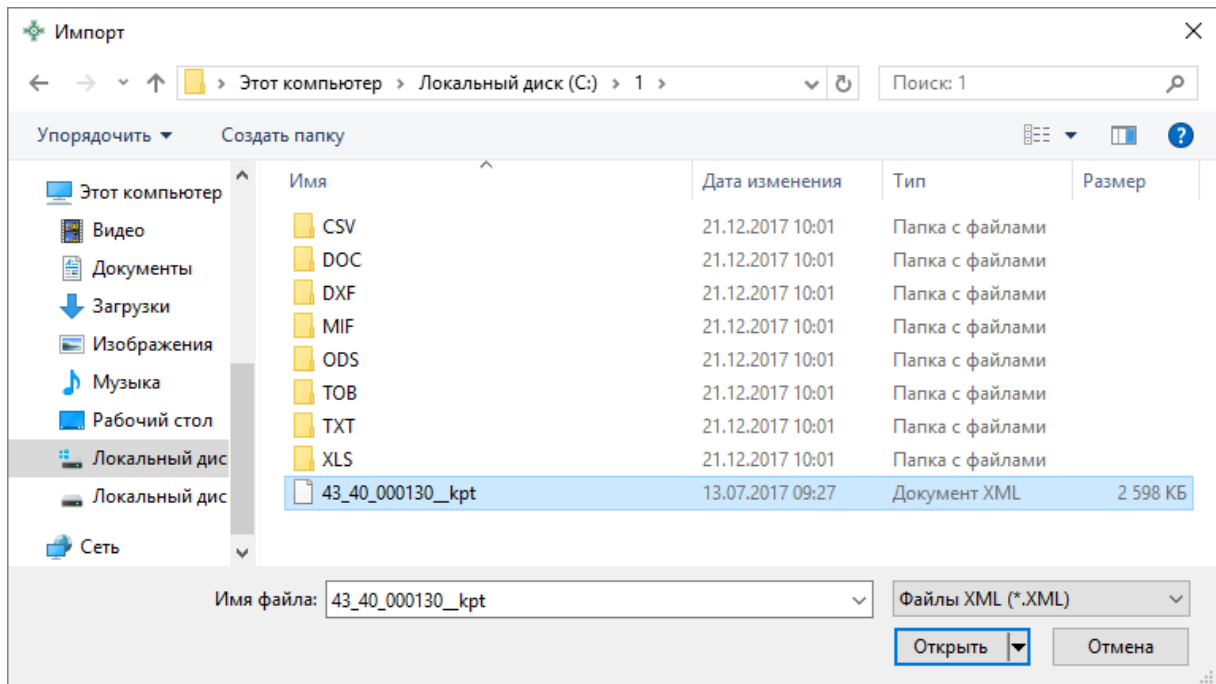 Импорт
Этот компьютер > Локальный диск (C:) > 1 >
Поиск: 1
Упорядочить
Создать папку
?
Имя Дата изменения Тип Размер
Этот компьютер
Видео
Документы
Загрузки
Изображения
Музыка
Рабочий стол
Локальный дис
Локальный дис
Сеть
CSV 21.12.2017 10:01 Папка с файлами
DOC 21.12.2017 10:01 Папка с файлами
DXF 21.12.2017 10:01 Папка с файлами
MIF 21.12.2017 10:01 Папка с файлами
ODS 21.12.2017 10:01 Папка с файлами
TOB 21.12.2017 10:01 Папка с файлами
TXT 21.12.2017 10:01 Папка с файлами
XLS 21.12.2017 10:01 Папка с файлами
43_40_000130__kpt 13.07.2017 09:27 Документ XML 2 598 КБ
Имя файла: 43_40_000130__kpt
Файлы XML (*.XML)
Открыть
Отмена